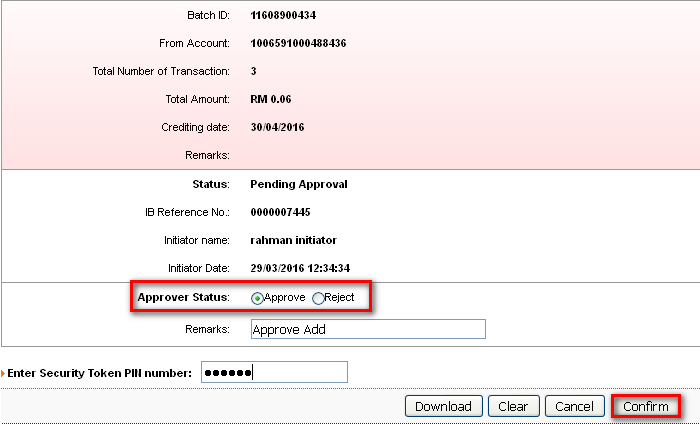 Batch ID: 11608900434
From Account: 1006591000488436
Total Number of Transaction: 3
Total Amount: RM 0.06
Crediting date: 30/04/2016
Remarks:
Status: Pending Approval
IB Reference No.: 0000007445
Initiator name: rahman initiator
Initiator Date: 29/03/2016 12:34:34
Approver Status: Approve Reject
Remarks: Approve Add
Enter Security Token PIN number: ●●●●●●
Download Clear Cancel Confirm